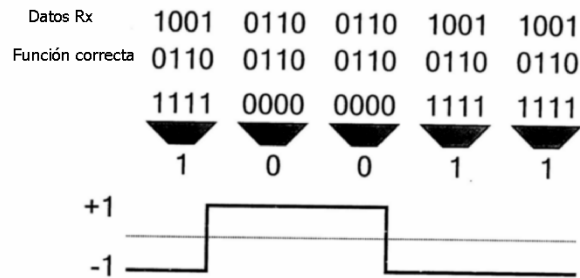 Datos Rx 1001 0110 0110 1001 1001
Función correcta 0110 0110 0110 0110 0110
1111 0000 0000 1111 1111
1 0 0 1 1
+1
-1